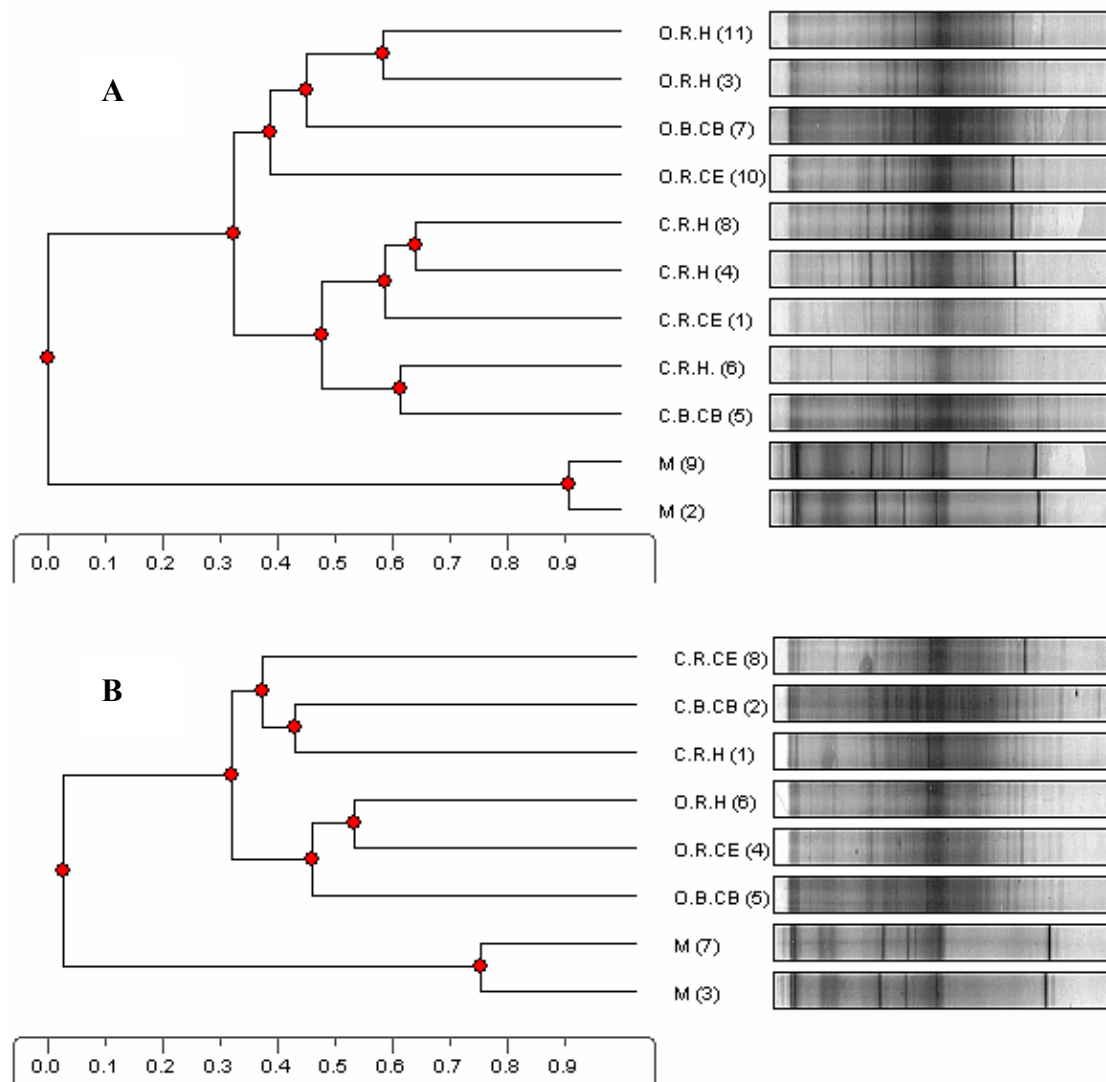 A
O.R.H (11)
O.R.H (3)
O.B.CB (7)
O.R.CE (10)
C.R.H (8)
C.R.H (4)
C.R.CE (1)
C.R.H. (6)
C.B.CB (5)
M (9)
M (2)
0.0 0.1 0.2 0.3 0.4 0.5 0.6 0.7 0.8 0.9
B
C.R.CE (8)
C.B.CB (2)
C.R.H (1)
O.R.H (6)
O.R.CE (4)
O.B.CB (5)
M (7)
M (3)
0.0 0.1 0.2 0.3 0.4 0.5 0.6 0.7 0.8 0.9